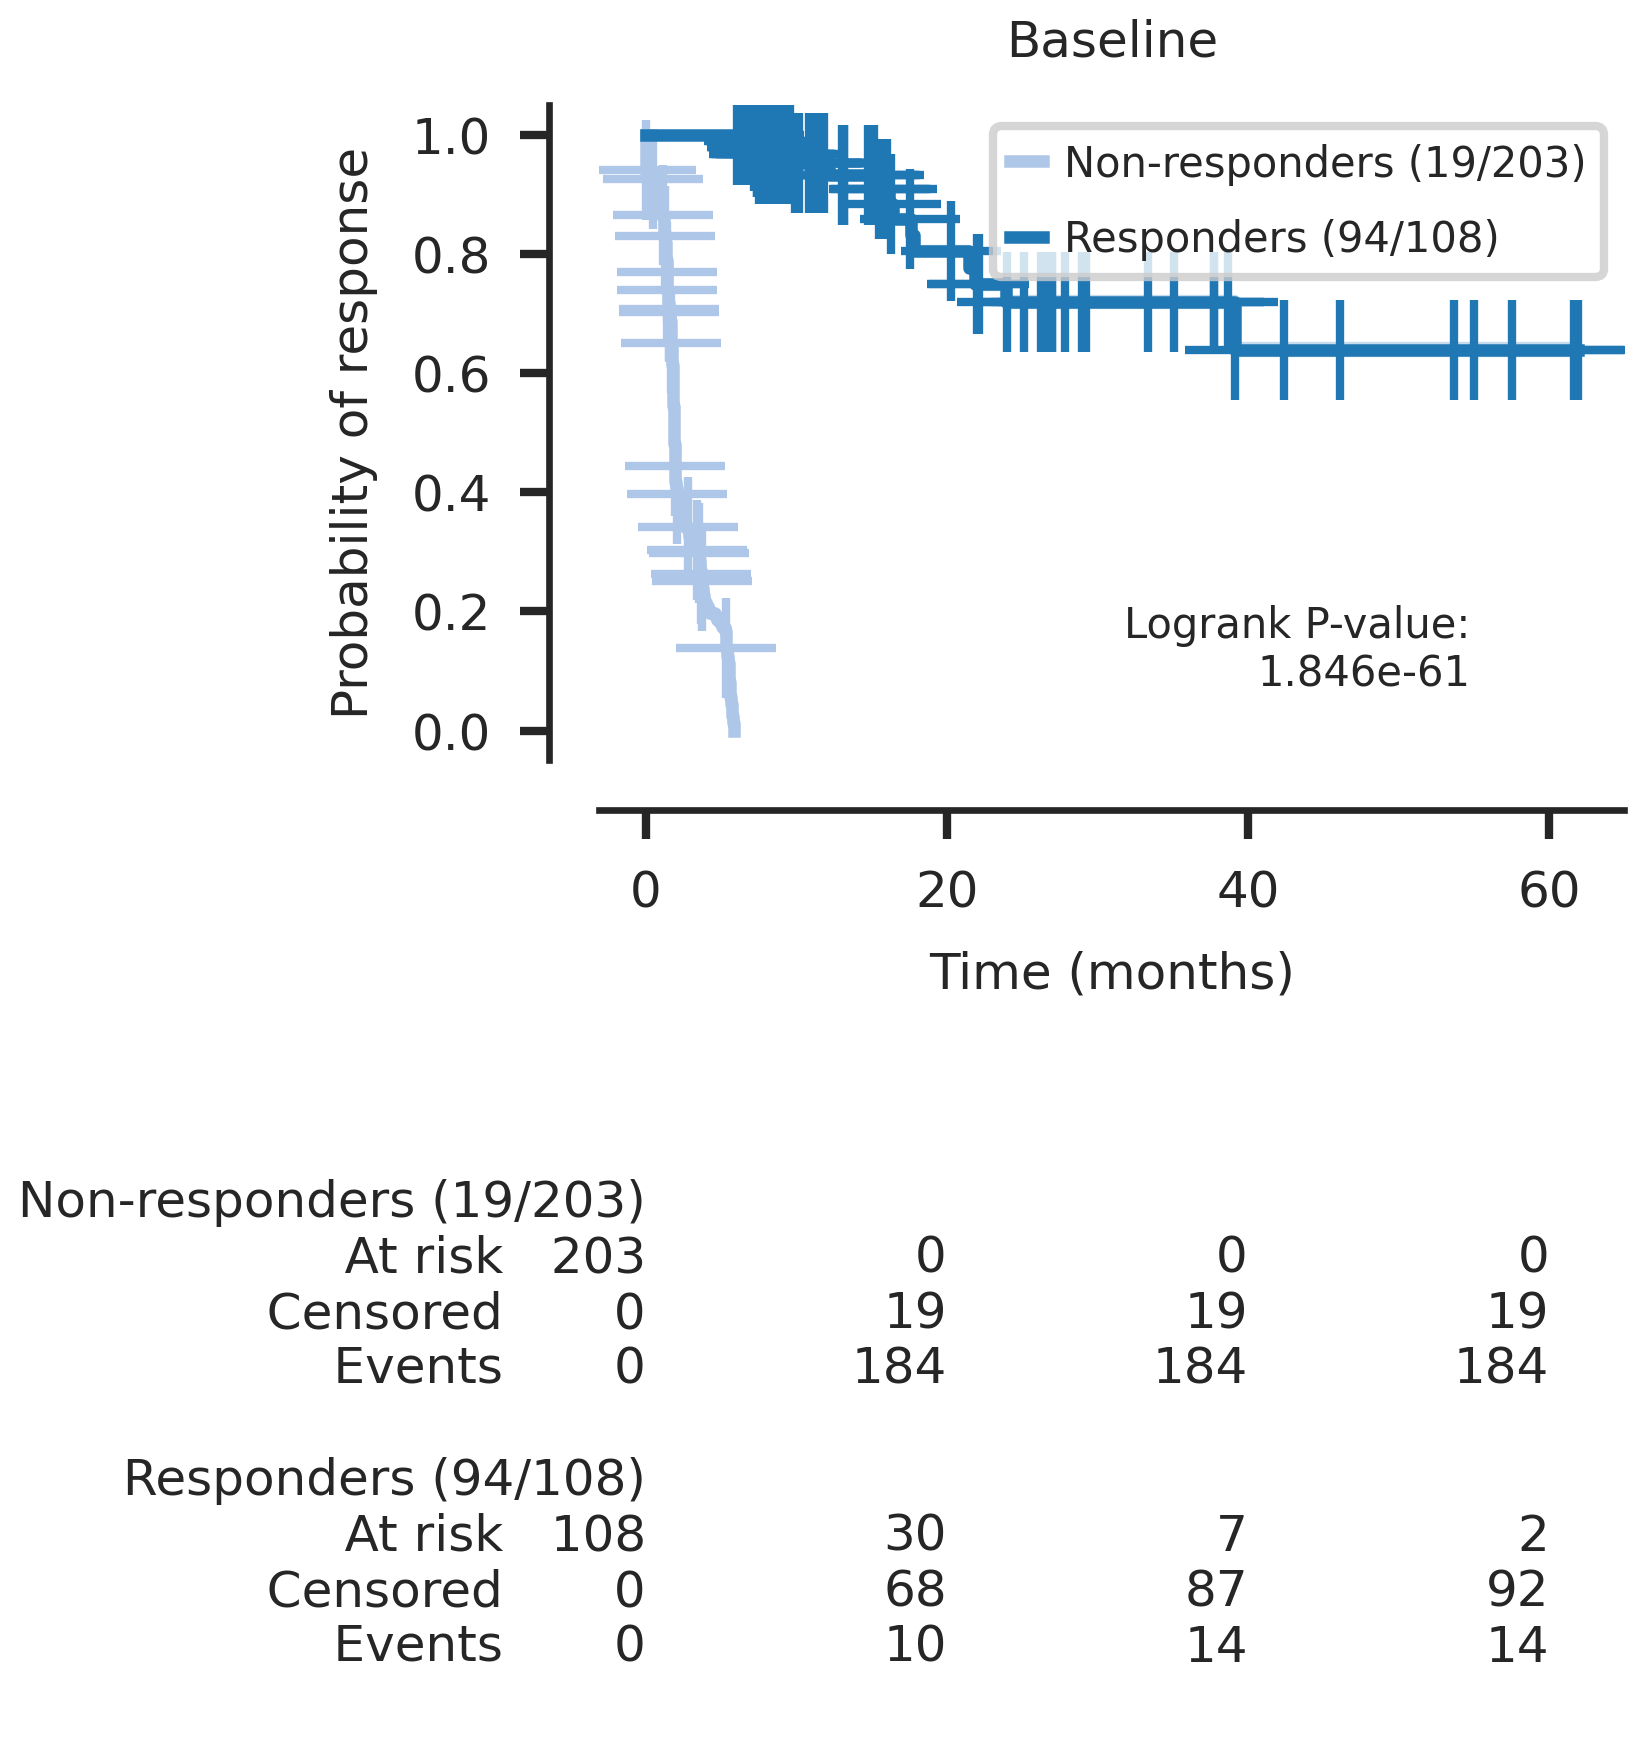 Baseline
Probability of response
1.0
0.8
0.6
0.4
0.2
0.0
Non-responders (19/203)
Responders (94/108)
Logrank P-value:
1.846e-61
0 20 40 60
Time (months)
Non-responders (19/203)
At risk 203 0 0 0
Censored 0 19 19 19
Events 0 184 184 184
Responders (94/108)
At risk 108 30 7 2
Censored 0 68 87 92
Events 0 10 14 14